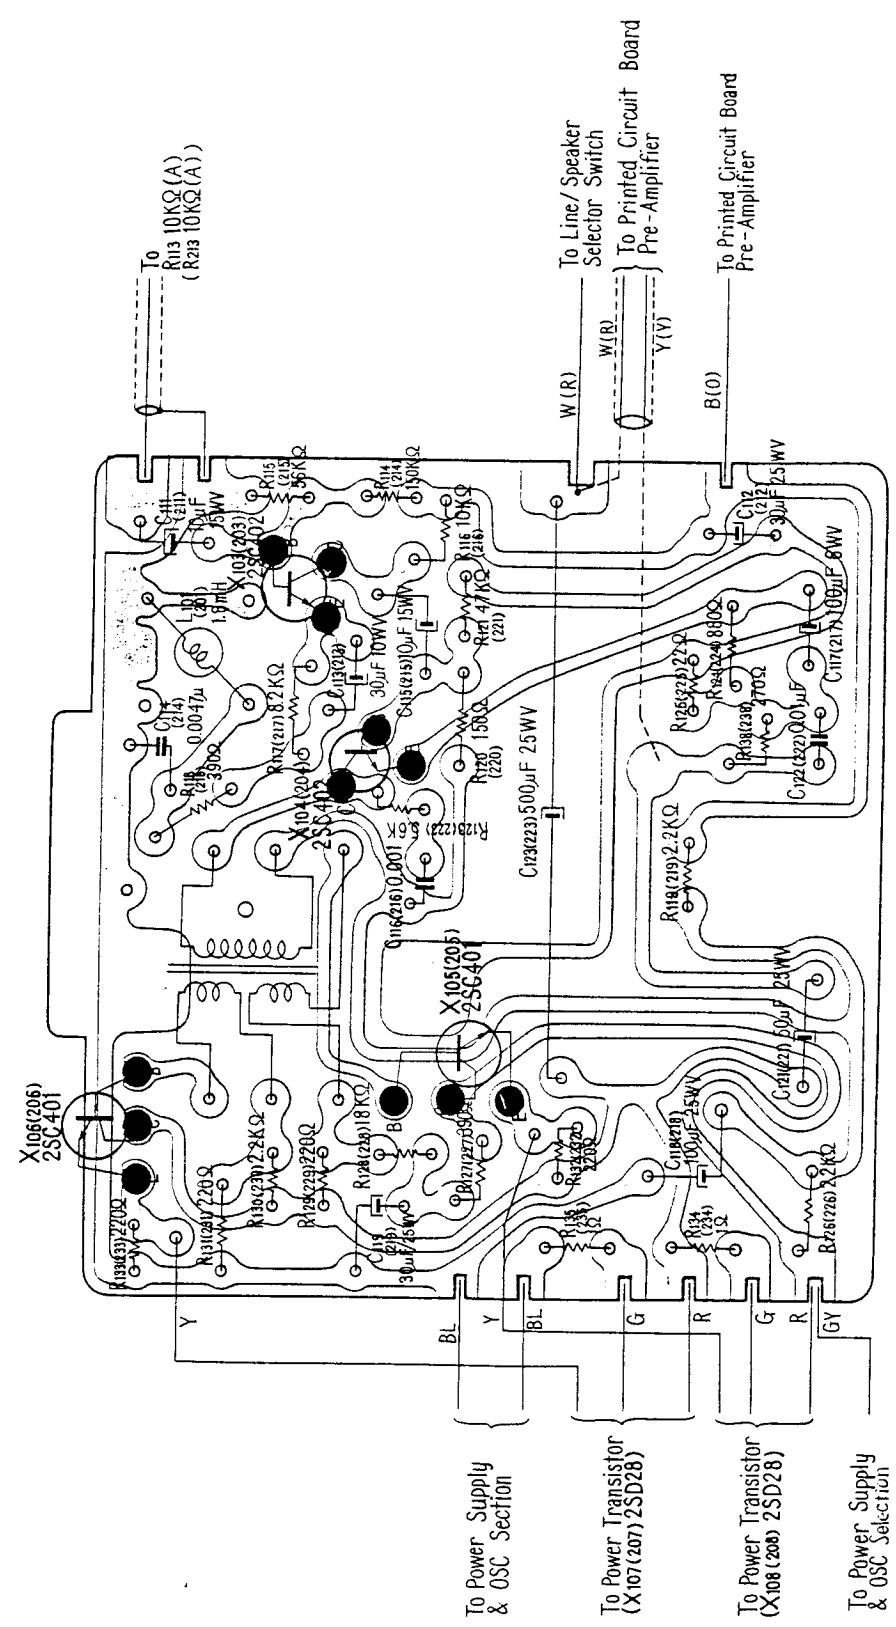 To
R113 10KΩ(A)
(R213 10KΩ(A))
To Line/Speaker
Selector Switch
To Printed Circuit Board
Pre-Amplifier
To Printed Circuit Board
Pre-Amplifier
W(R)
W(R)
Y(V)
B(O)
C111
(211)
10μF
15WV
R115
(215)
56KΩ
R114
(214)
150KΩ
X103(203)
2SC402
L101
(201)
1.8mH
R116 10KΩ
(216)
C112
(212)
30μF 25WV
C114
(214)
0.0047μ
R118
(218)
390Ω
R117(217)8.2KΩ
C113(213)
30μF 10WV
C115(215)
10μF 15WV
R121 47KΩ
(221)
R120
(220)
150Ω
X104(204)
2SC402
R123(223) 5.6K
C116(216)0.001
C123(223)500μF 25WV
R125(225)22Ω
R124(224)880Ω
C117(217)100μF 6WV
R138(238)
270Ω
C122(222)0.01μF
R119(219)2.2KΩ
X105(205)
2SC401
C121(221) 50μF 25WV
X106(206)
2SC401
B
C
B
E
R133(233)220Ω
R131(231)220Ω
R130(230)2.2KΩ
R129(229)220Ω
R128(228)18KΩ
C119
(219)
30μF/25WV
R127(227)390Ω
R132(232)
220Ω
C118(218)
100μF 25WV
R135
(235)
1Ω
R134
(234)
1Ω
R226(226)2.2KΩ
Y
BL
Y
BL
G
R
G
R
GY
To Power Supply
& OSC Section
To Power Transistor
(X107(207) 2SD28)
To Power Transistor
(X108(208) 2SD28)
To Power Supply
& OSC Selection